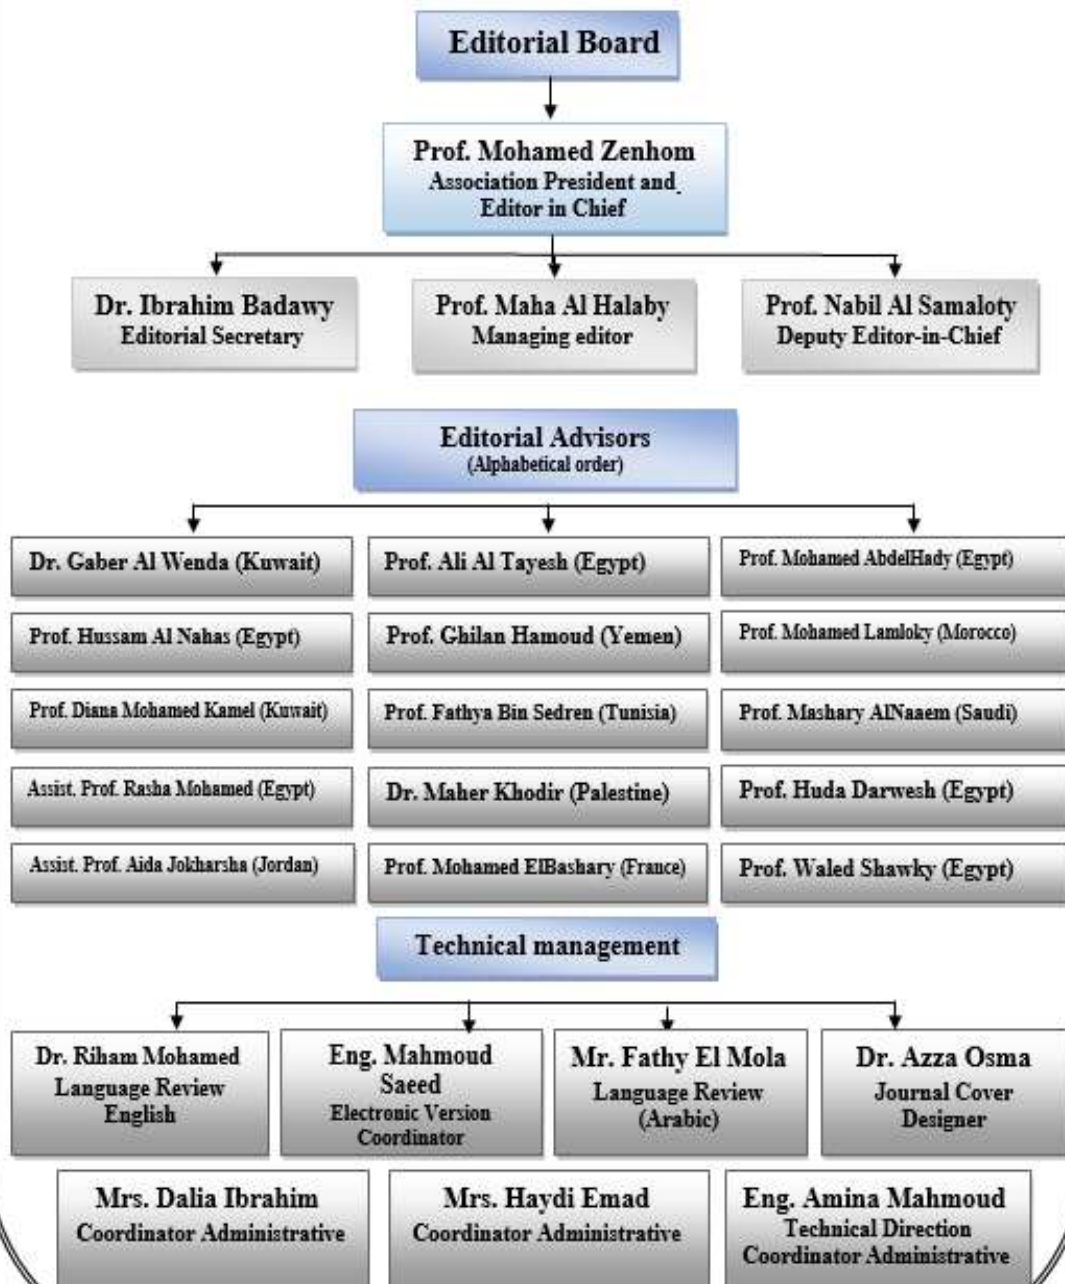 Editorial Board
Prof. Mohamed Zenhom
Association President and
Editor in Chief
Dr. Ibrahim Badawy
Editorial Secretary
Prof. Maha Al Halaby
Managing editor
Prof. Nabil Al Samaloty
Deputy Editor-in-Chief
Editorial Advisors
(Alphabetical order)
Dr. Gaber Al Wenda (Kuwait)
Prof. Ali Al Tayesh (Egypt)
Prof. Mohamed AbdelHady (Egypt)
Prof. Hussam Al Nahas (Egypt)
Prof. Ghilan Hamoud (Yemen)
Prof. Mohamed Lamloky (Morocco)
Prof. Diana Mohamed Kamel (Kuwait)
Prof. Fathya Bin Sedren (Tunisia)
Prof. Mashary AlNaaem (Saudi)
Assist. Prof. Rasha Mohamed (Egypt)
Dr. Maher Khodir (Palestine)
Prof. Huda Darwesh (Egypt)
Assist. Prof. Aida Jokharsha (Jordan)
Prof. Mohamed ElBashary (France)
Prof. Waled Shawky (Egypt)
Technical management
Dr. Riham Mohamed
Language Review
English
Eng. Mahmoud
Saeed
Electronic Version
Coordinator
Mr. Fathy El Mola
Language Review
(Arabic)
Dr. Azza Osma
Journal Cover
Designer
Mrs. Dalia Ibrahim
Coordinator Administrative
Mrs. Haydi Emad
Coordinator Administrative
Eng. Amina Mahmoud
Technical Direction
Coordinator Administrative